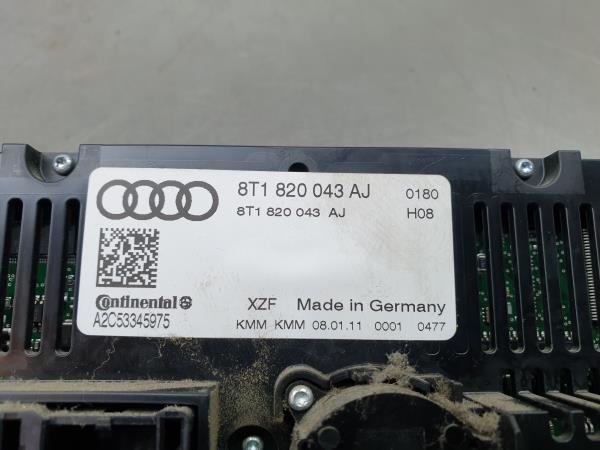 8T1 820 043 AJ 0180
8T1 820 043 AJ H08
Continental XZF Made in Germany
A2C53345975 KMM KMM 08.01.11 0001 0477